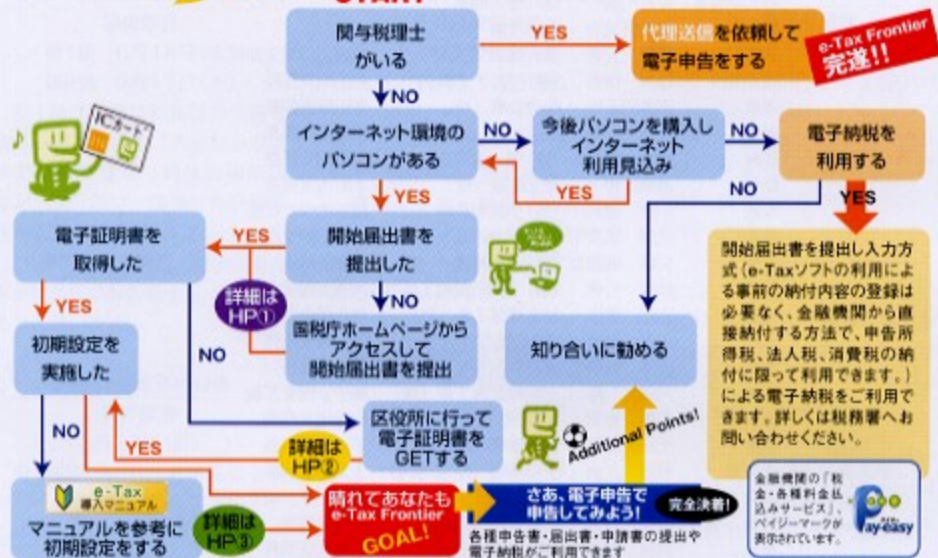 START
関与税理士
がいる
YES
代理送信を依頼して
電子申告をする
e-Tax Frontier
完遂!!
NO
ICカード
インターネット環境の
パソコンがある
NO
今後パソコンを購入し
インターネット
利用見込み
NO
電子納税を
利用する
YES
YES
NO
YES
電子証明書を
取得した
YES
開始届出書を
提出した
開始届出書を提出し入力方
式(e-Taxソフトの利用によ
る事前の納付内容の登録は
必要なく、金融機関から直
接納付する方法で、申告所
得税、法人税、消費税の納
付に限って利用できます。)
による電子納税をご利用で
きます。詳しくは税務署へお
問い合わせください。
YES
詳細は
HP①
NO
初期設定を
実施した
NO
国税庁ホームページから
アクセスして
開始届出書を提出
知り合いに勧める
NO
YES
詳細は
HP②
区役所に行って
電子証明書を
GETする
Additional Points!
e-Tax
導入マニュアル
マニュアルを参考に
初期設定をする
詳細は
HP③
晴れてあなたも
e-Tax Frontier
GOAL!
さあ、電子申告で
申告してみよう!
完全決着!
各種申告書・届出書・申請書の提出や
電子納税がご利用できます
金融機関の「税
金・各種料金払
込みサービス」、
ペイジーマークが
表示されています。
Pay-easy